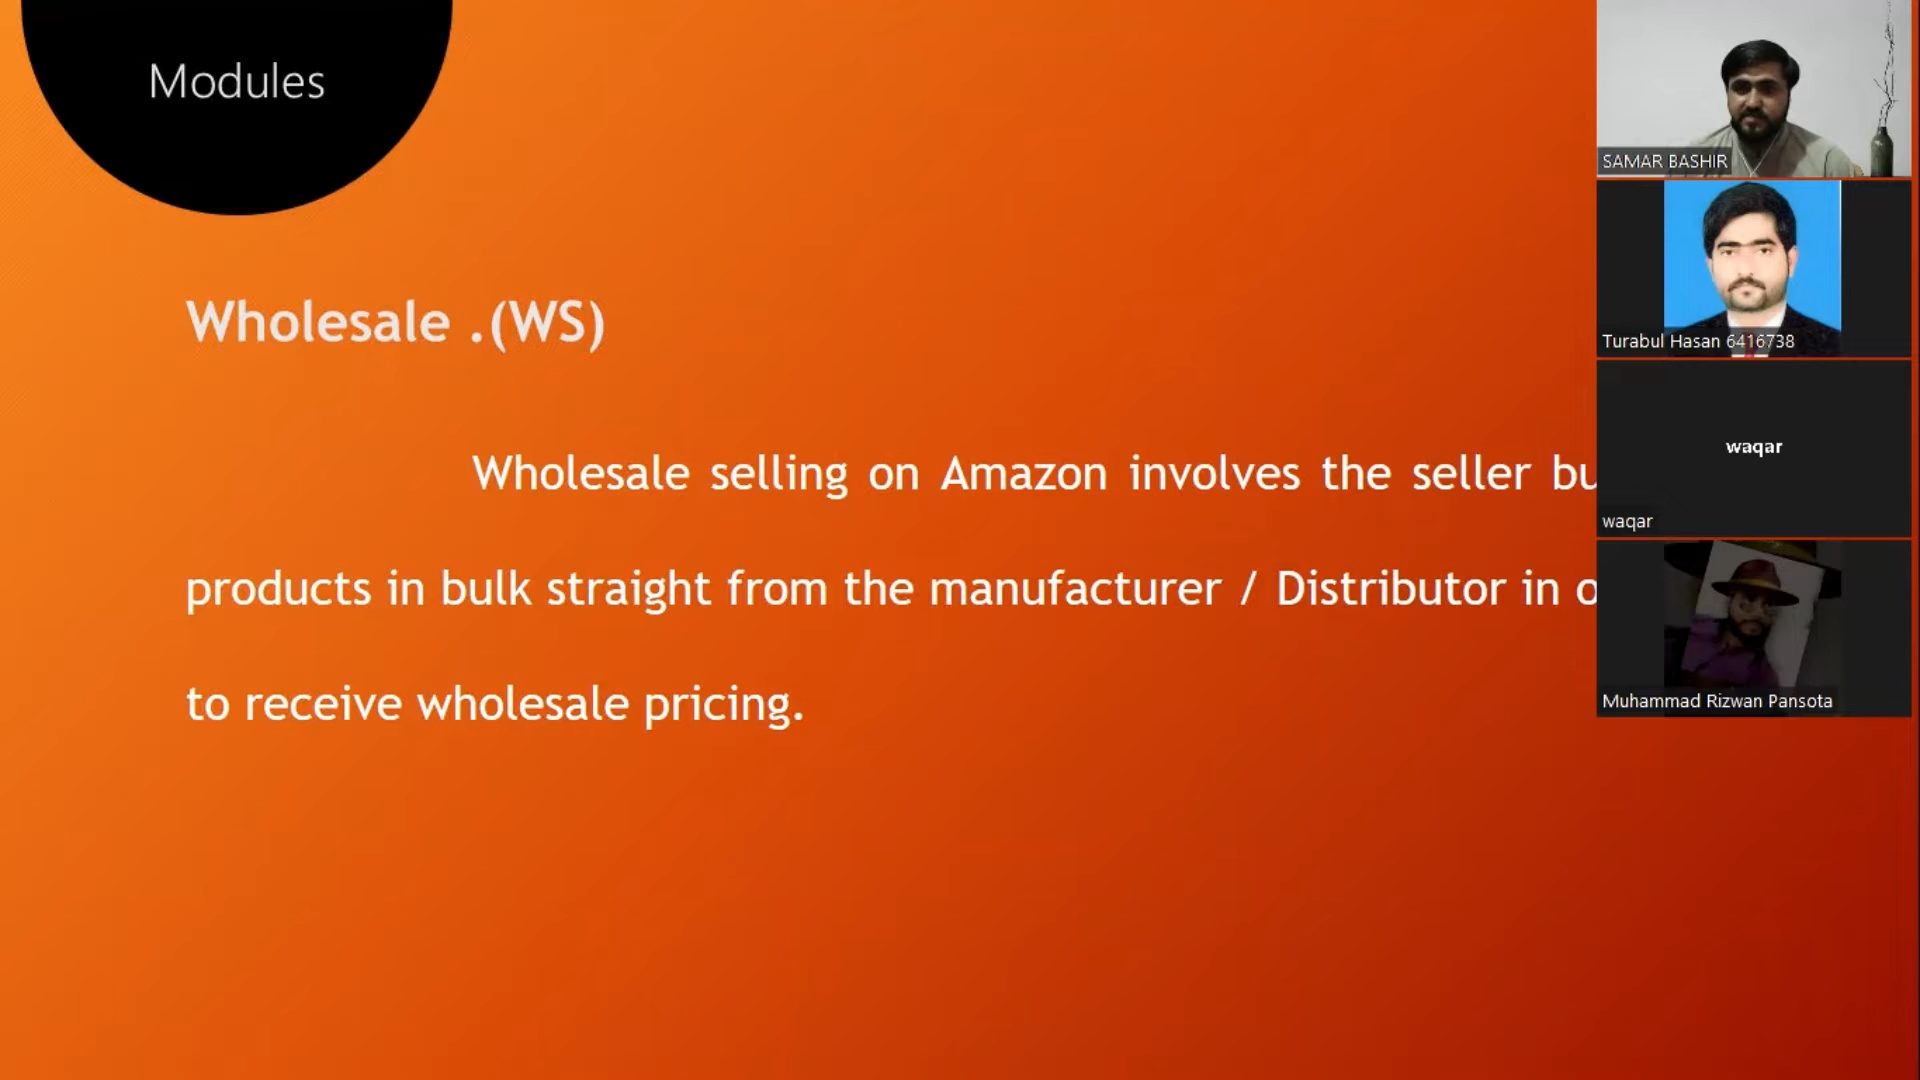 Modules
Wholesale .(WS)
Wholesale selling on Amazon involves the seller
products in bulk straight from the manufacturer / Distributor in
to receive wholesale pricing.
SAMAR BASHIR
Turabul Hasan 6416738
waqar
waqar
Muhammad Rizwan Pansota